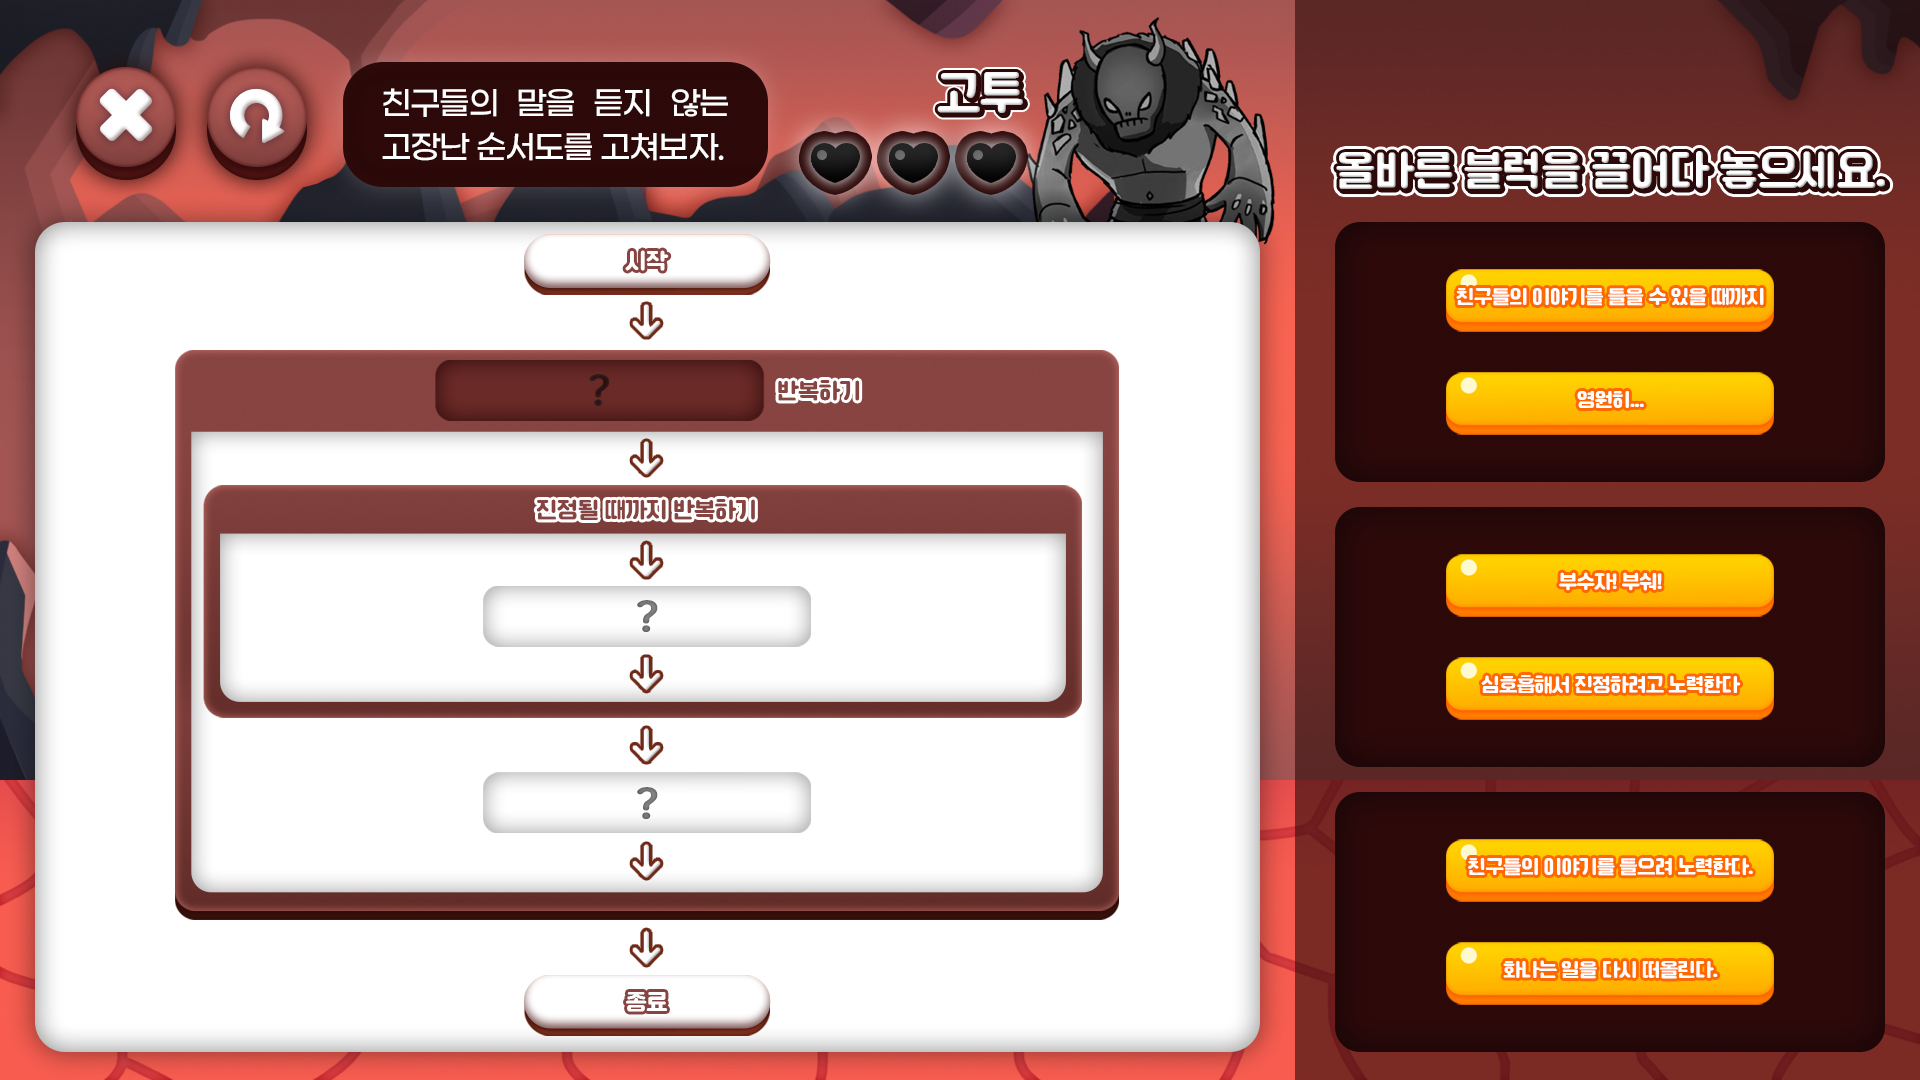 친구들의 말을 듣지 않는
고장난 순서도를 고쳐보자.
고투
올바른 블럭을 끌어다 놓으세요.
시작
? 반복하기
진정될 때까지 반복하기
?
?
종료
친구들의 이야기를 들을 수 있을 때까지
영원히...
부수자! 부숴!
심호흡해서 진정하려고 노력한다
친구들의 이야기를 들으려 노력한다.
화나는 일을 다시 떠올린다.